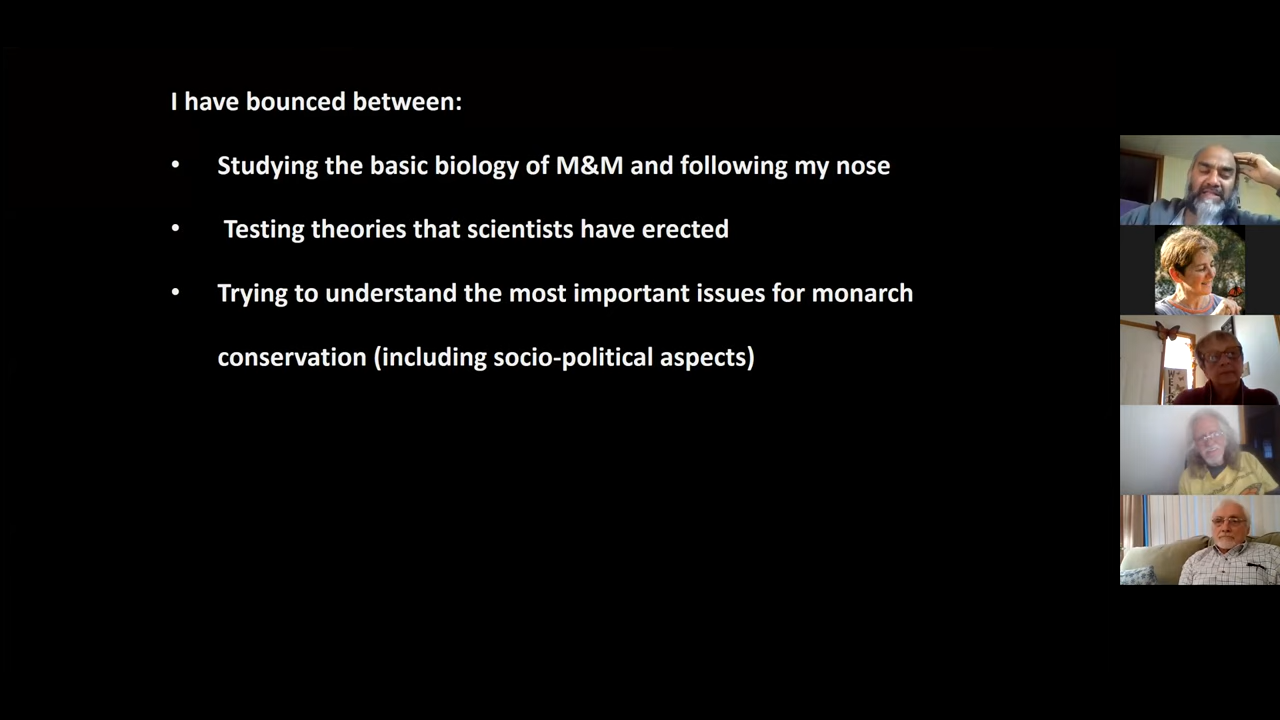 I have bounced between:
• Studying the basic biology of M&M and following my nose
• Testing theories that scientists have erected
• Trying to understand the most important issues for monarch
conservation (including socio-political aspects)